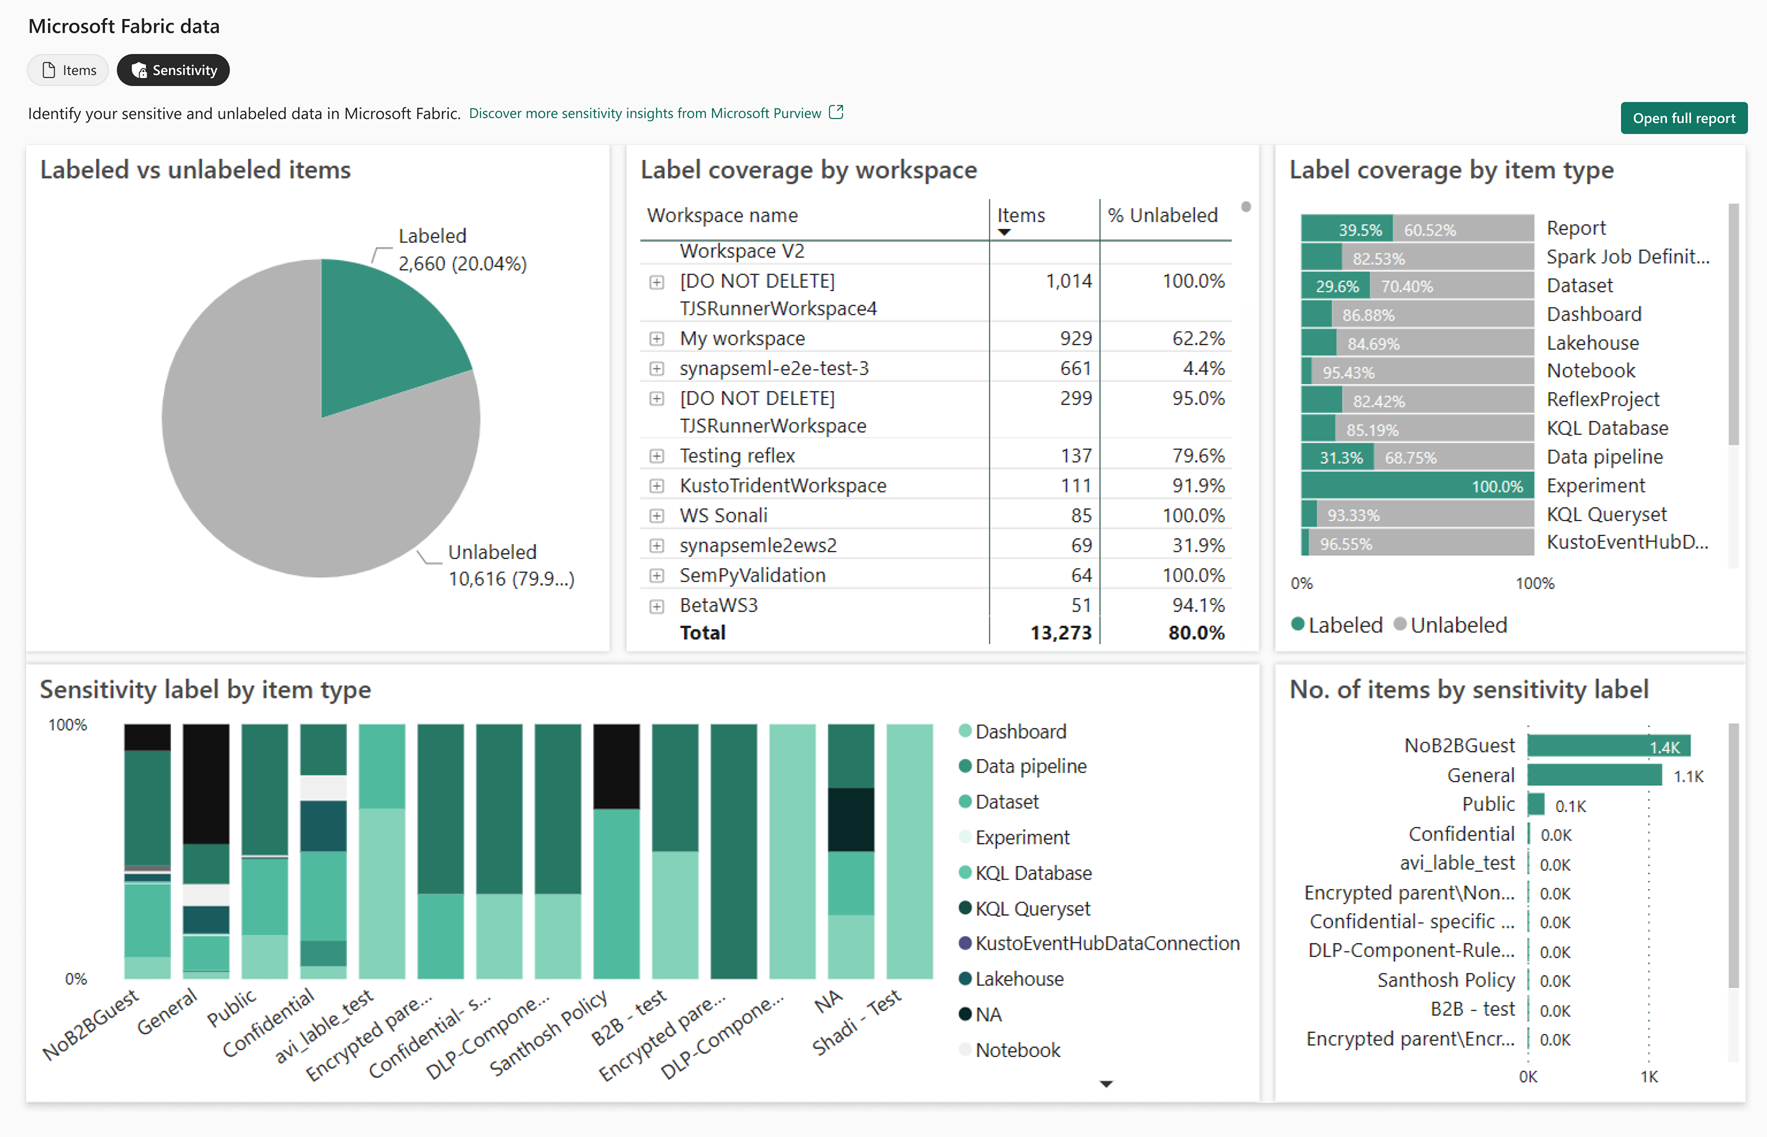 Microsoft Fabric data
Items
Sensitivity
Identify your sensitive and unlabeled data in Microsoft Fabric. Discover more sensitivity insights from Microsoft Purview
Open full report
Labeled vs unlabeled items
Labeled
2,660 (20.04%)
Unlabeled
10,616 (79.9...)
Label coverage by workspace
Workspace name Items % Unlabeled
Workspace V2
[DO NOT DELETE] 1,014 100.0%
TJSRunnerWorkspace4
My workspace 929 62.2%
synapseml-e2e-test-3 661 4.4%
[DO NOT DELETE] 299 95.0%
TJSRunnerWorkspace
Testing reflex 137 79.6%
KustoTridentWorkspace 111 91.9%
WS Sonali 85 100.0%
synapsemle2ews2 69 31.9%
SemPyValidation 64 100.0%
BetaWS3 51 94.1%
Total 13,273 80.0%
Label coverage by item type
39.5% 60.52% Report
82.53% Spark Job Definit...
29.6% 70.40% Dataset
86.88% Dashboard
84.69% Lakehouse
95.43% Notebook
82.42% ReflexProject
85.19% KQL Database
31.3% 68.75% Data pipeline
100.0% Experiment
93.33% KQL Queryset
96.55% KustoEventHubD...
0% 100%
Labeled Unlabeled
Sensitivity label by item type
100%
0%
NoB2BGuest
General
Public
Confidential
avi_lable_test
Encrypted pare...
Confidential- s...
DLP-Compone...
Santhosh Policy
B2B - test
Encrypted pare...
DLP-Compone...
NA
Shadi - Test
Dashboard
Data pipeline
Dataset
Experiment
KQL Database
KQL Queryset
KustoEventHubDataConnection
Lakehouse
NA
Notebook
No. of items by sensitivity label
NoB2BGuest 1.4K
General 1.1K
Public 0.1K
Confidential 0.0K
avi_lable_test 0.0K
Encrypted parent\Non... 0.0K
Confidential- specific ... 0.0K
DLP-Component-Rule... 0.0K
Santhosh Policy 0.0K
B2B - test 0.0K
Encrypted parent\Encr... 0.0K
0K 1K